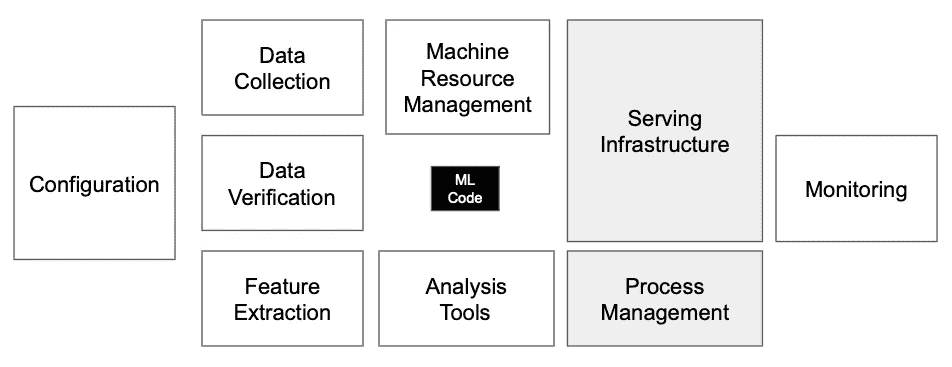 Configuration
Data
Collection
Data
Verification
Feature
Extraction
Machine
Resource
Management
ML
Code
Analysis
Tools
Serving
Infrastructure
Process
Management
Monitoring